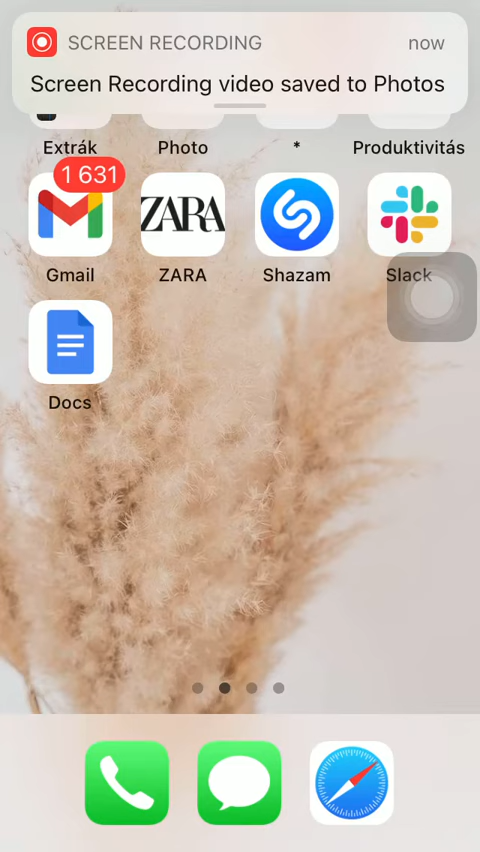 SCREEN RECORDING now
Screen Recording video saved to Photos
Extrák Photo * Produktivitás
1 631
ZARA
Gmail ZARA Shazam Slack
Docs